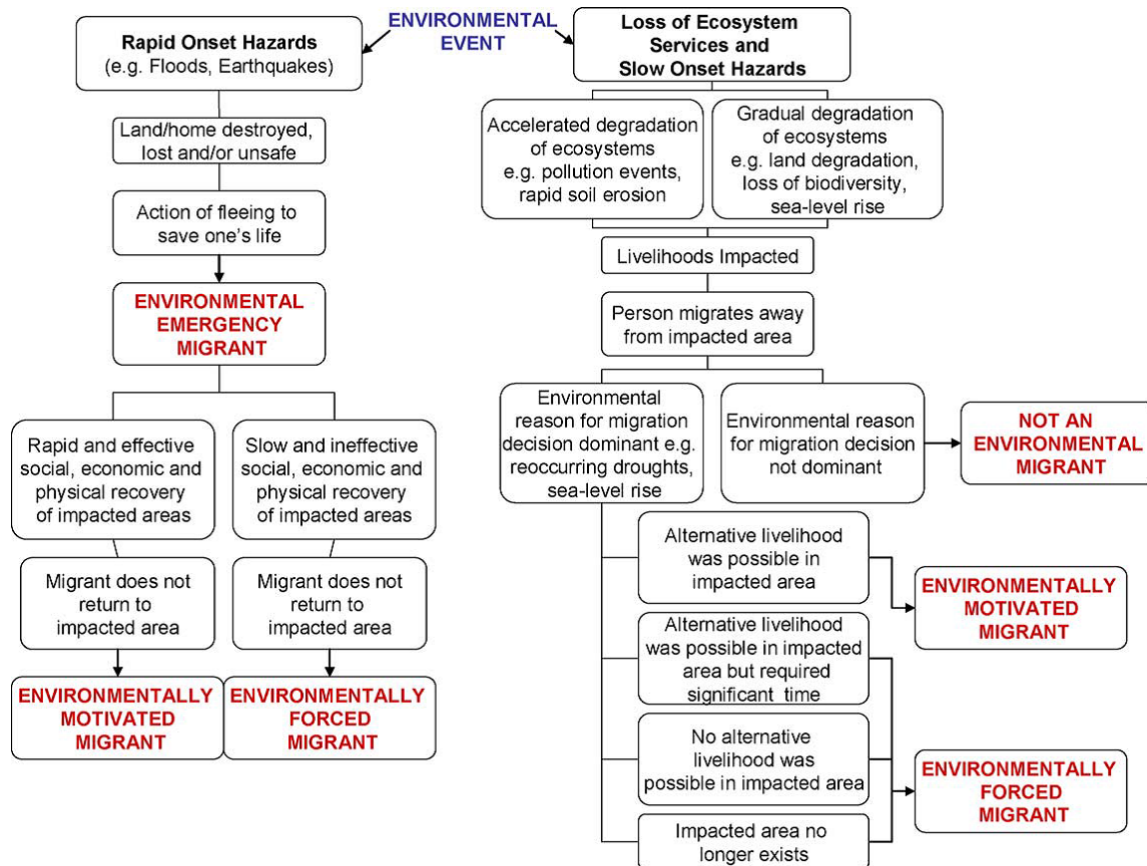 ENVIRONMENTAL
EVENT
Rapid Onset Hazards
(e.g. Floods, Earthquakes)
Land/home destroyed,
lost and/or unsafe
Action of fleeing to
save one's life
ENVIRONMENTAL
EMERGENCY
MIGRANT
Rapid and effective
social, economic and
physical recovery
of impacted areas
Migrant does not
return to
impacted area
ENVIRONMENTALLY
MOTIVATED
MIGRANT
Slow and ineffective
social, economic and
physical recovery
of impacted areas
Migrant does not
return to
impacted area
ENVIRONMENTALLY
FORCED
MIGRANT
Loss of Ecosystem
Services and
Slow Onset Hazards
Accelerated degradation
of ecosystems
e.g. pollution events,
rapid soil erosion
Gradual degradation
of ecosystems
e.g. land degradation,
loss of biodiversity,
sea-level rise
Livelihoods Impacted
Person migrates away
from impacted area
Environmental
reason for migration
decision dominant e.g.
reoccurring droughts,
sea-level rise
Environmental reason
for migration decision
not dominant
NOT AN
ENVIRONMENTAL
MIGRANT
Alternative livelihood
was possible in
impacted area
ENVIRONMENTALLY
MOTIVATED
MIGRANT
Alternative livelihood
was possible in impacted
area but required
significant time
No alternative
livelihood was
possible in impacted area
Impacted area no
longer exists
ENVIRONMENTALLY
FORCED
MIGRANT